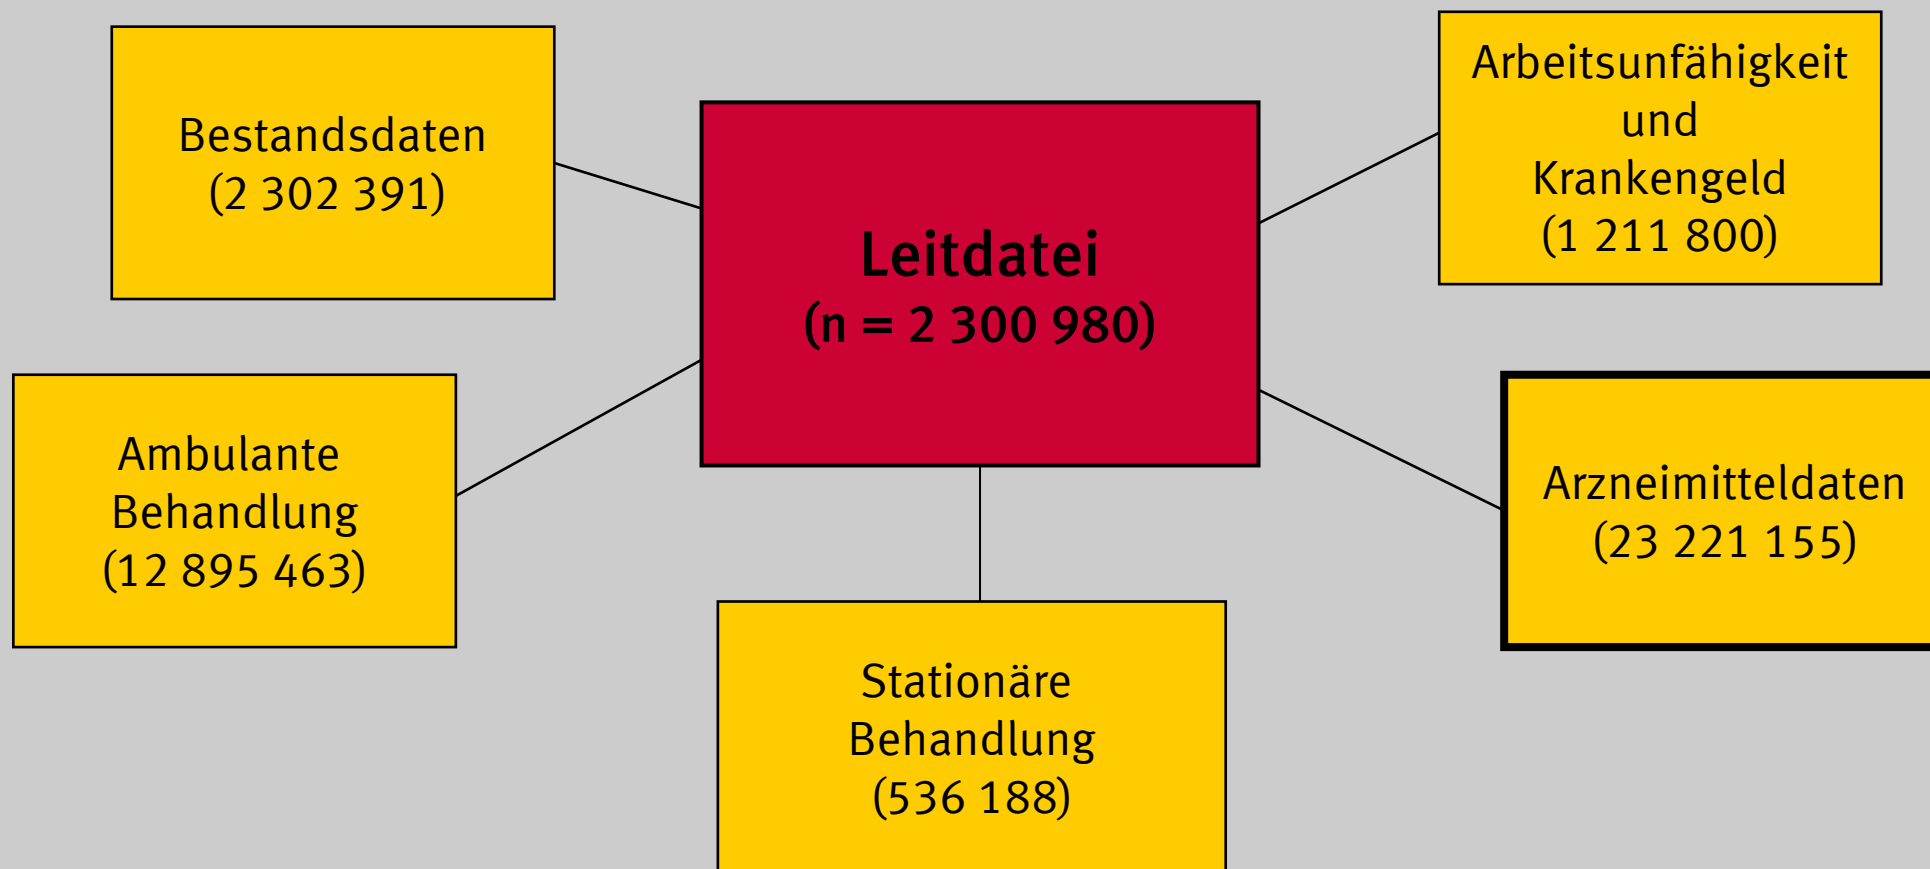 Bestandsdaten
(2 302 391)
Leitdatei
(n = 2 300 980)
Arbeitsunfähigkeit
und
Krankengeld
(1 211 800)
Ambulante
Behandlung
(12 895 463)
Arzneimitteldaten
(23 221 155)
Stationäre
Behandlung
(536 188)